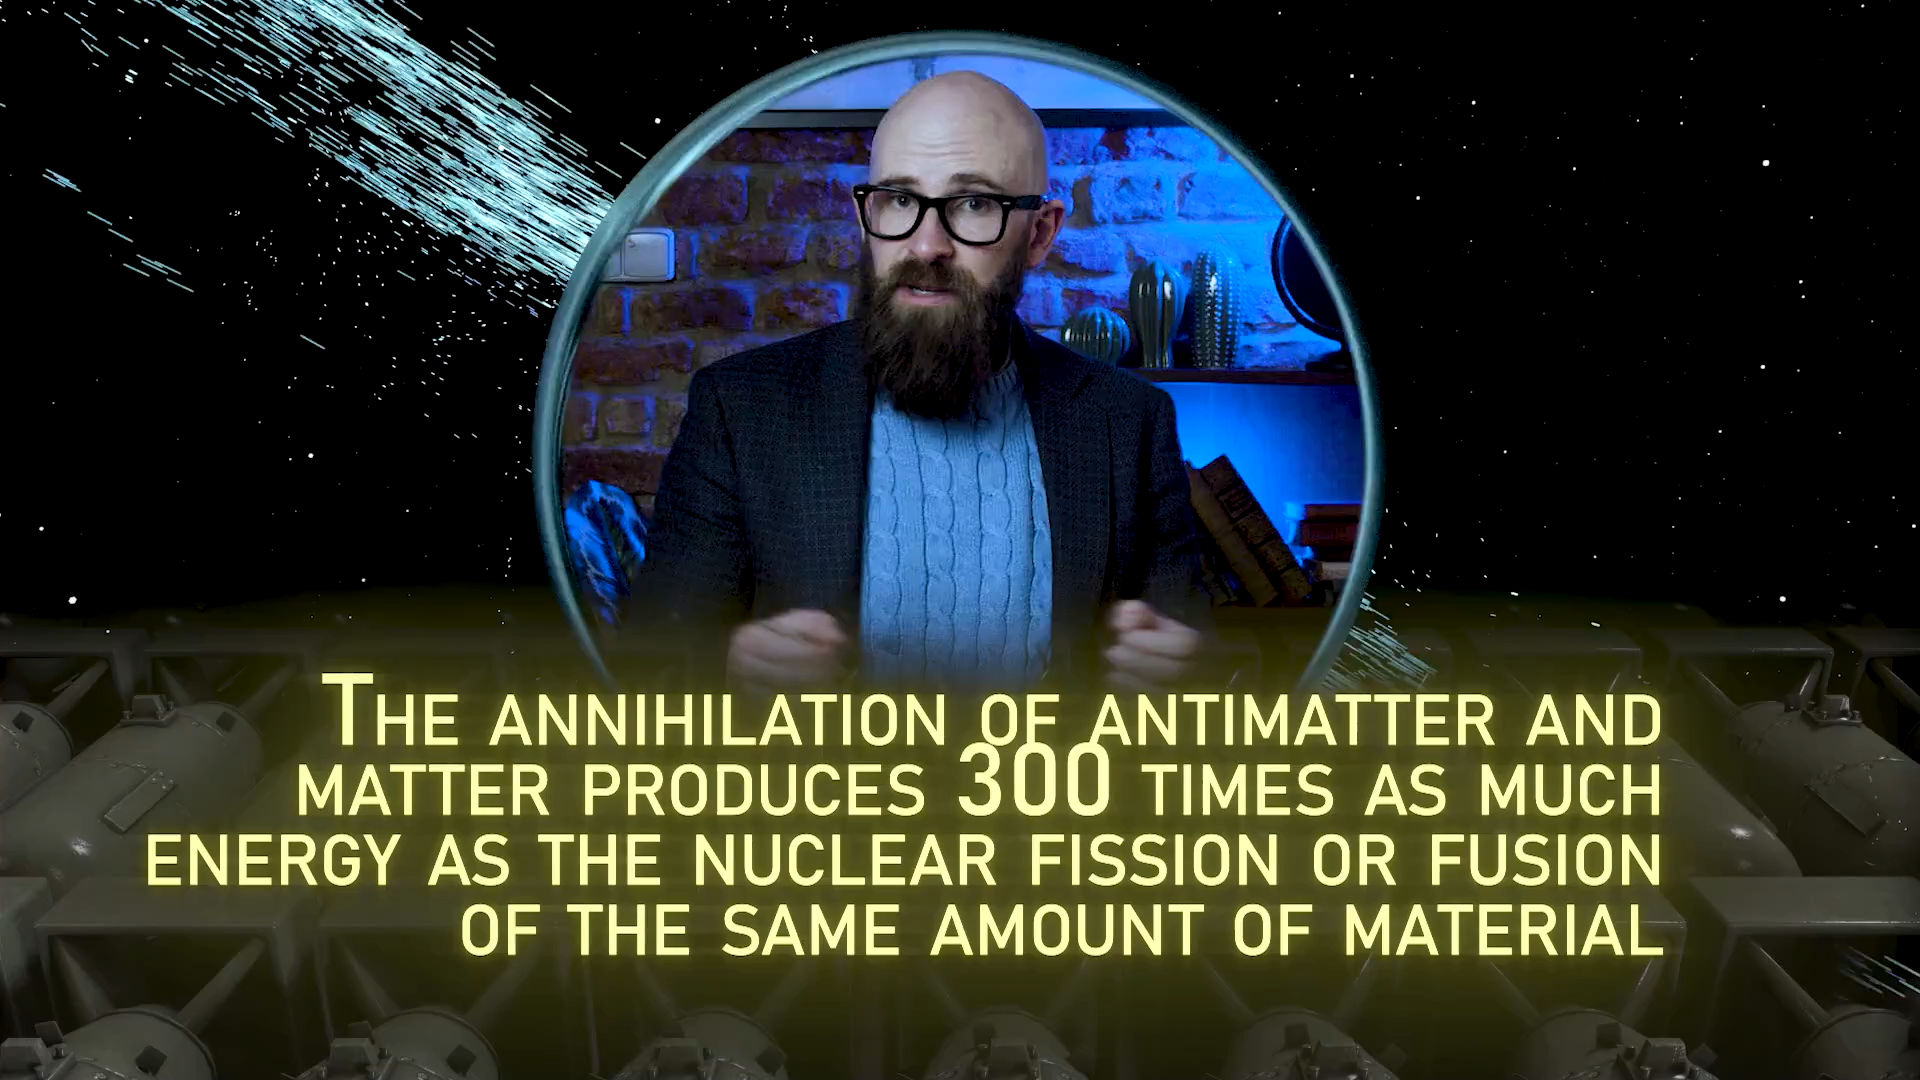 The annihilation of antimatter and
matter produces 300 times as much
energy as the nuclear fission or fusion
of the same amount of material